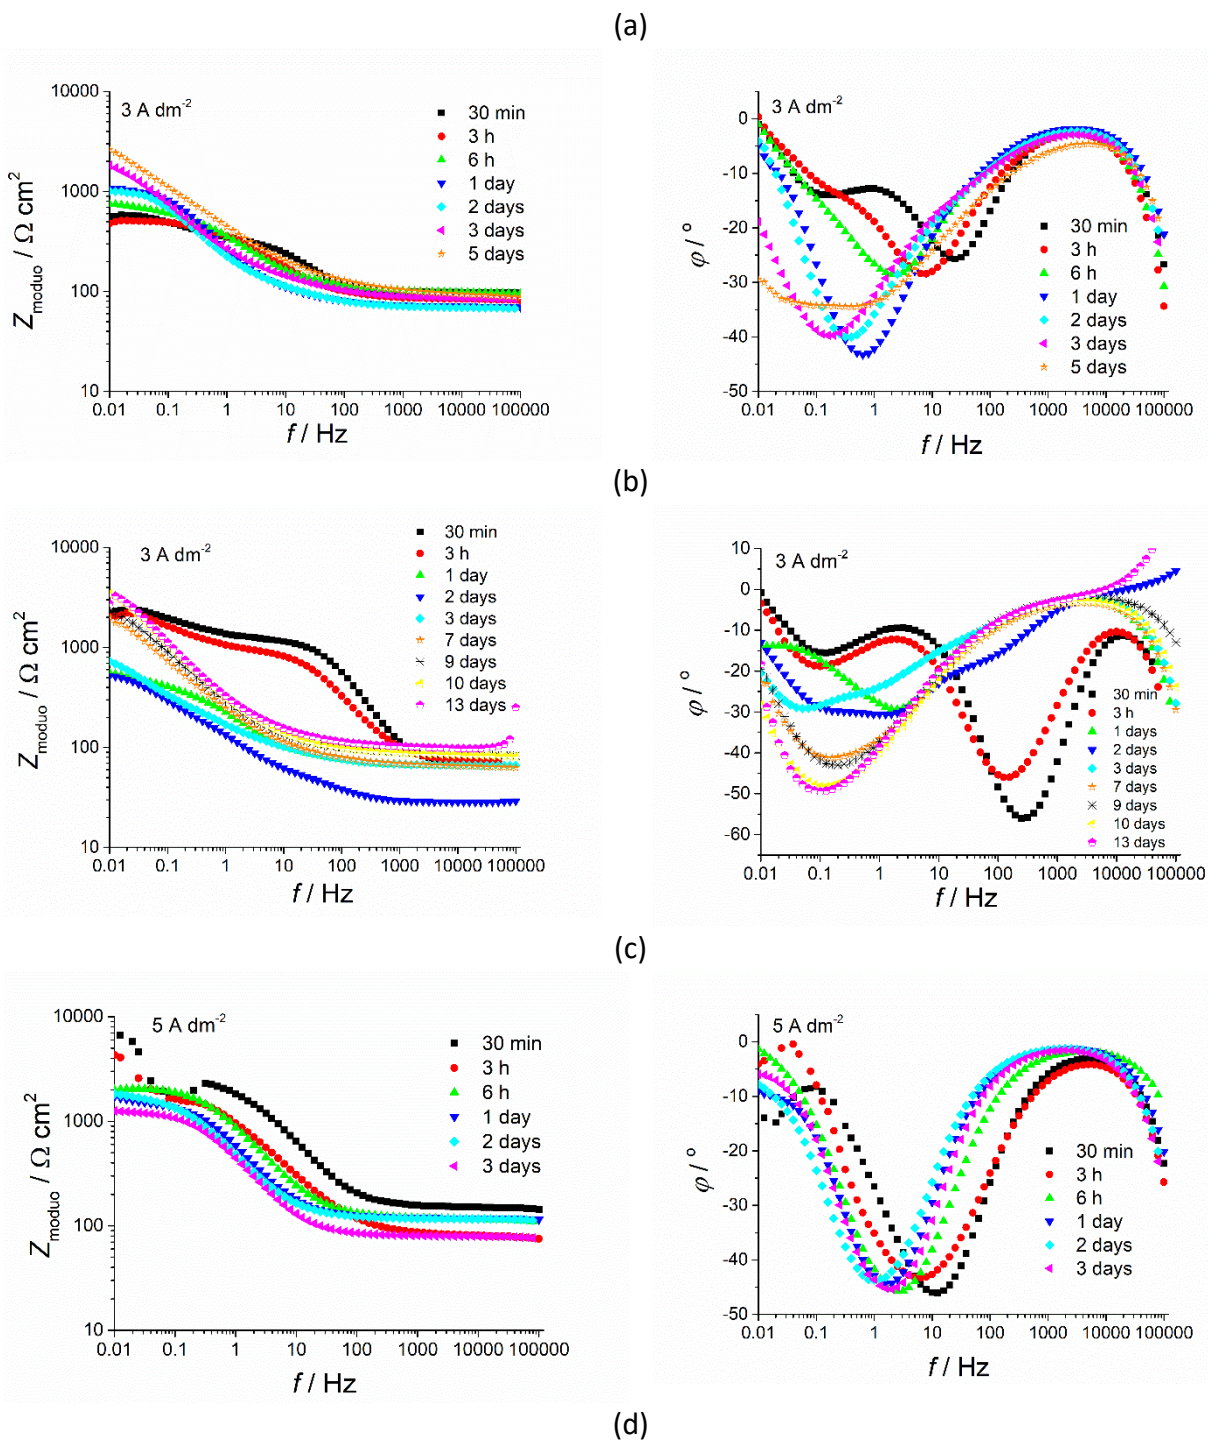 (a)
3 A dm-2
30 min
3 h
6 h
1 day
2 days
3 days
5 days
10000
1000
100
10
0.01 0.1 1 10 100 1000 10000 100000
Zmoduo / Ω cm2
f / Hz
3 A dm-2
0
-10
-20
-30
-40
-50
30 min
3 h
6 h
1 day
2 days
3 days
5 days
0.01 0.1 1 10 100 1000 10000 100000
φ / °
f / Hz
(b)
3 A dm-2
30 min
3 h
1 day
2 days
3 days
7 days
9 days
10 days
13 days
10000
1000
100
10
0.01 0.1 1 10 100 1000 10000 100000
Zmoduo / Ω cm2
f / Hz
3 A dm-2
10
0
-10
-20
-30
-40
-50
-60
30 min
3 h
1 days
2 days
3 days
7 days
9 days
10 days
13 days
0.01 0.1 1 10 100 1000 10000 100000
φ / °
f / Hz
(c)
5 A dm-2
30 min
3 h
6 h
1 day
2 days
3 days
10000
1000
100
10
0.01 0.1 1 10 100 1000 10000 100000
Zmoduo / Ω cm2
f / Hz
5 A dm-2
0
-10
-20
-30
-40
-50
30 min
3 h
6 h
1 day
2 days
3 days
0.01 0.1 1 10 100 1000 10000 100000
φ / °
f / Hz
(d)